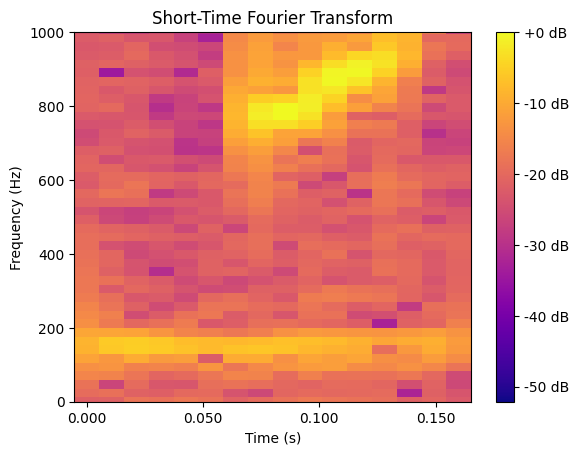 Short-Time Fourier Transform
1000
800
600
400
200
0
Frequency (Hz)
0.000
0.050
0.100
0.150
Time (s)
+0 dB
-10 dB
-20 dB
-30 dB
-40 dB
-50 dB